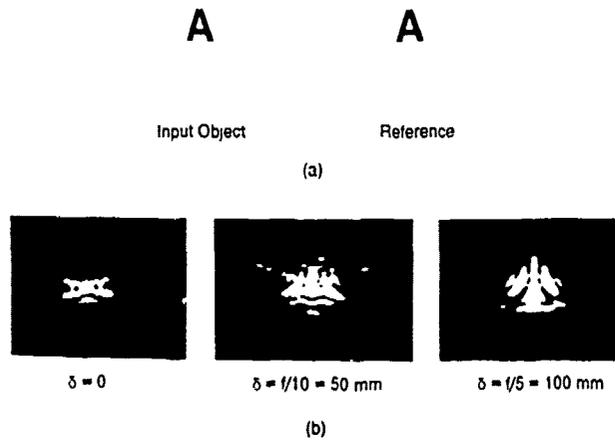 A A
Input Object Reference
(a)
δ = 0 δ = f/10 = 50 mm δ = f/5 = 100 mm
(b)